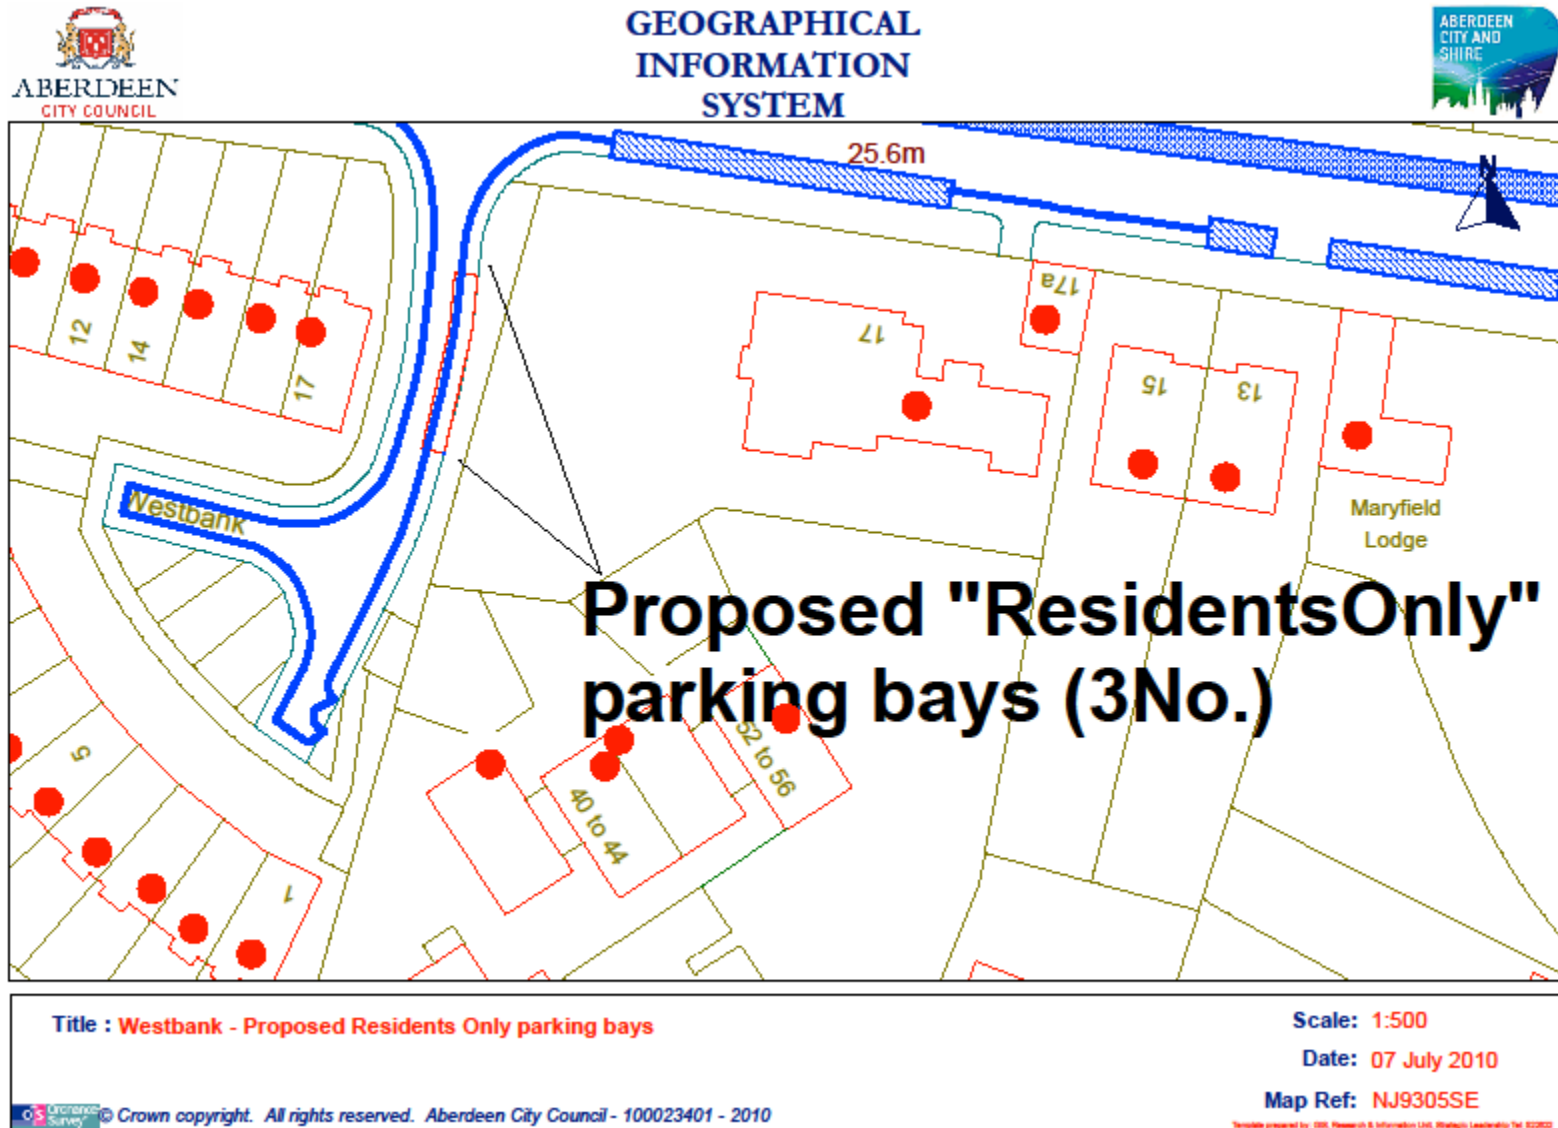 ABERDEEN
CITY COUNCIL
GEOGRAPHICAL
INFORMATION
SYSTEM
ABERDEEN
CITY AND
SHIRE
25.6m
N
17a
17
15
13
12
14
17
Westbank
Maryfield
Lodge
Proposed "ResidentsOnly"
parking bays (3No.)
52 to 56
40 to 44
5
1
Title : Westbank - Proposed Residents Only parking bays
Scale: 1:500
Date: 07 July 2010
Map Ref: NJ9305SE
OS Ordnance
Survey
© Crown copyright. All rights reserved. Aberdeen City Council - 100023401 - 2010